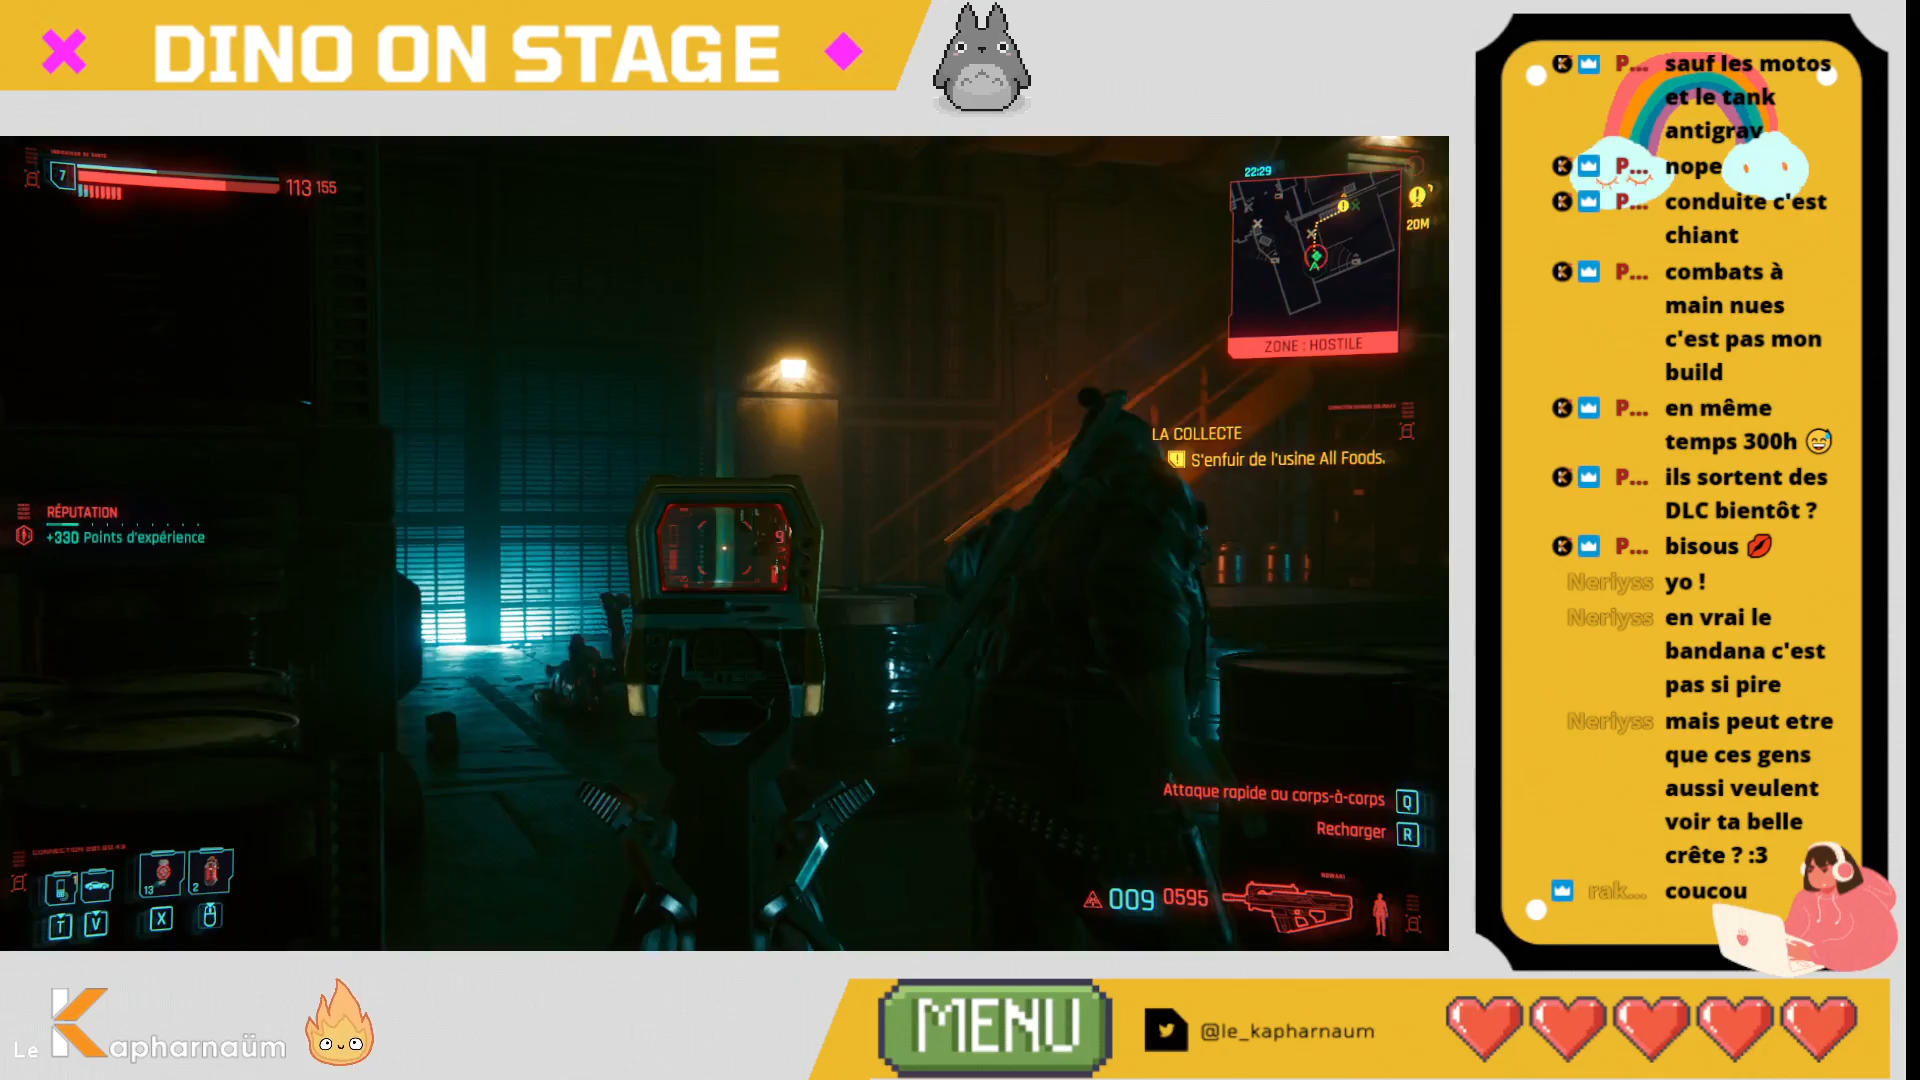 DINO ON STAGE
7
113 155
22:29
20M
ZONE : HOSTILE
LA COLLECTE
S'enfuir de l'usine All Foods.
RÉPUTATION
+330 Points d'expérience
Attaque rapide au corps-à-corps Q
Recharger R
009 0595
13
2
T V X
P... sauf les motos
et le tank
antigrav
P... nope
P... conduite c'est
chiant
P... combats à
main nues
c'est pas mon
build
P... en même
temps 300h 😅
P... ils sortent des
DLC bientôt ?
P... bisous 💋
Neriyss yo !
Neriyss en vrai le
bandana c'est
pas si pire
Neriyss mais peut etre
que ces gens
aussi veulent
voir ta belle
crête ? :3
rak... coucou
Le Kapharnaüm
MENU
@le_kapharnaum